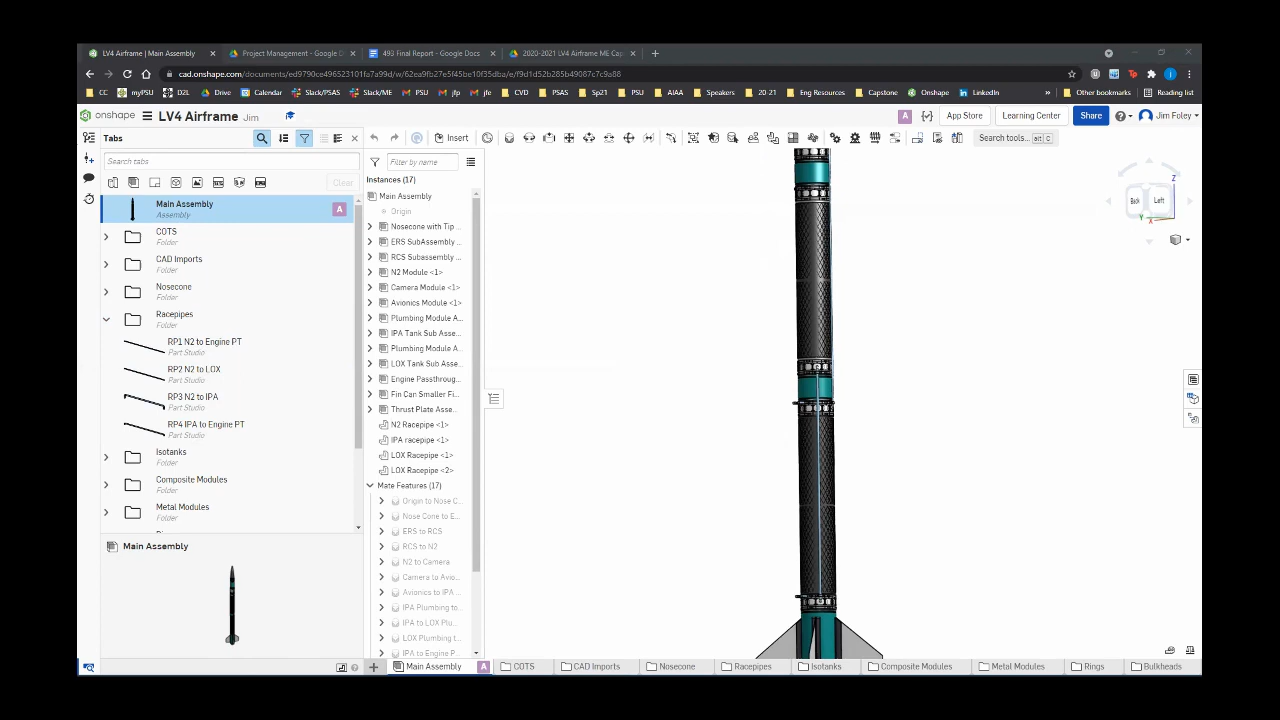 LV4 Airframe | Main Assembly
Project Management - Google D
493 Final Report - Google Docs
2020-2021 LV4 Airframe ME Cap
cad.onshape.com/documents/ed9790ce496523101fa7a99d/w/62ea9fb27e5f45be10f35dba/e/f9d1d52b285b49087c7c9a88
CC myPSU D2L Drive Calendar Slack/PSAS Slack/ME PSU jfp jfe CVD PSAS Sp21 PSU AIAA Speakers 20-21 Eng Resources Capstone Onshape LinkedIn » Other bookmarks Reading list
onshape LV4 Airframe Jim
A App Store Learning Center Share Jim Foley
Tabs
Insert
Search tools... alt C
Search tabs
Clear
Main Assembly
Assembly
A
COTS
Folder
CAD Imports
Folder
Nosecone
Folder
Racepipes
Folder
RP1 N2 to Engine PT
Part Studio
RP2 N2 to LOX
Part Studio
RP3 N2 to IPA
Part Studio
RP4 IPA to Engine PT
Part Studio
Isotanks
Folder
Composite Modules
Folder
Metal Modules
Folder
Main Assembly
Filter by name
Instances (17)
Main Assembly
Origin
Nosecone with Tip ...
ERS SubAssembly ...
RCS Subassembly ...
N2 Module <1>
Camera Module <1>
Avionics Module <1>
Plumbing Module A...
IPA Tank Sub Asse...
Plumbing Module A...
LOX Tank Sub Asse...
Engine Passthroug...
Fin Can Smaller Fi...
Thrust Plate Asse...
N2 Racepipe <1>
IPA racepipe <1>
LOX Racepipe <1>
LOX Racepipe <2>
Mate Features (17)
Origin to Nose C...
Nose Cone to E...
ERS to RCS
RCS to N2
N2 to Camera
Camera to Avio...
Avionics to IPA ...
IPA Plumbing to...
IPA to LOX Plu...
LOX Plumbing t...
IPA to Engine P...
Z
Back Left
Y X
Main Assembly A COTS CAD Imports Nosecone Racepipes Isotanks Composite Modules Metal Modules Rings Bulkheads